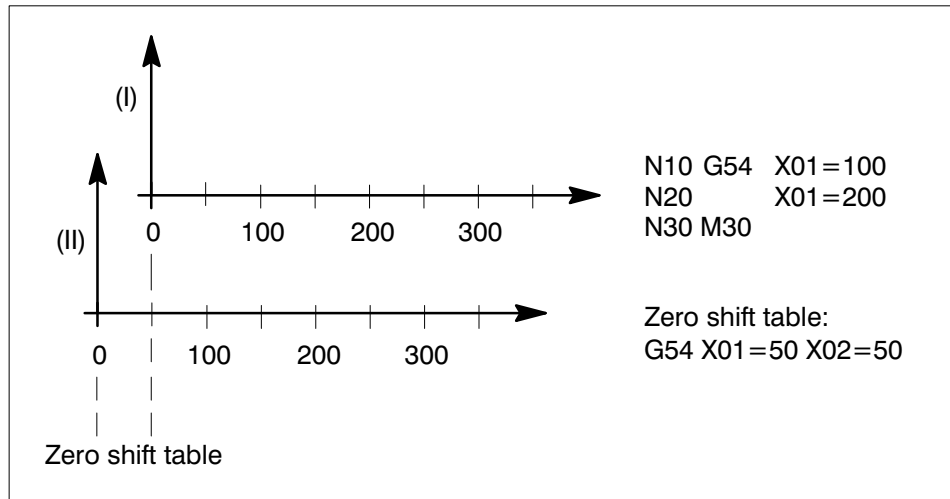 (I)
0 100 200 300
(II)
0 100 200 300
Zero shift table
N10 G54 X01=100
N20 X01=200
N30 M30
Zero shift table:
G54 X01=50 X02=50